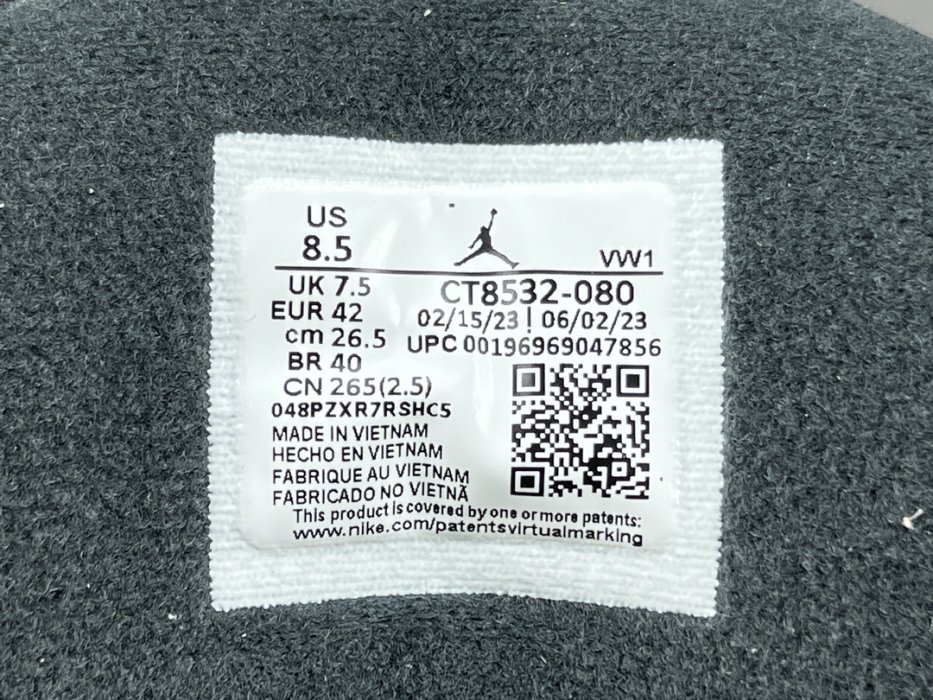 US
8.5
VW1
UK 7.5
EUR 42
cm 26.5
BR 40
CN 265(2.5)
CT8532-080
02/15/23 | 06/02/23
UPC 00196969047856
048PZXR7RSHC5
MADE IN VIETNAM
HECHO EN VIETNAM
FABRIQUE AU VIETNAM
FABRICADO NO VIETNÃ
This product is covered by one or more patents:
www.nike.com/patentsvirtualmarking